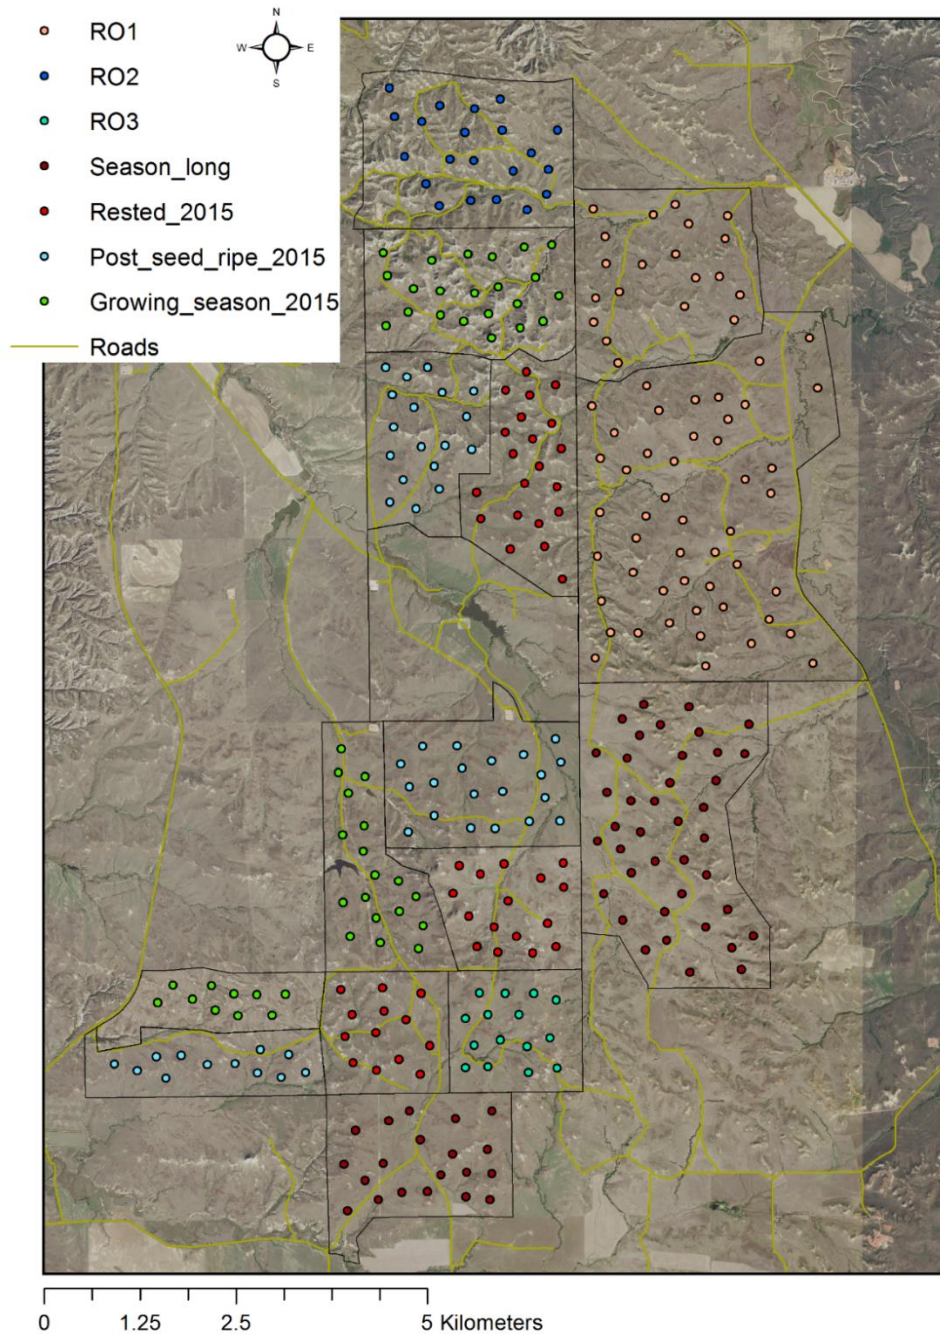 N
W E
S
RO1
RO2
RO3
Season_long
Rested_2015
Post_seed_ripe_2015
Growing_season_2015
Roads
0 1.25 2.5 5 Kilometers